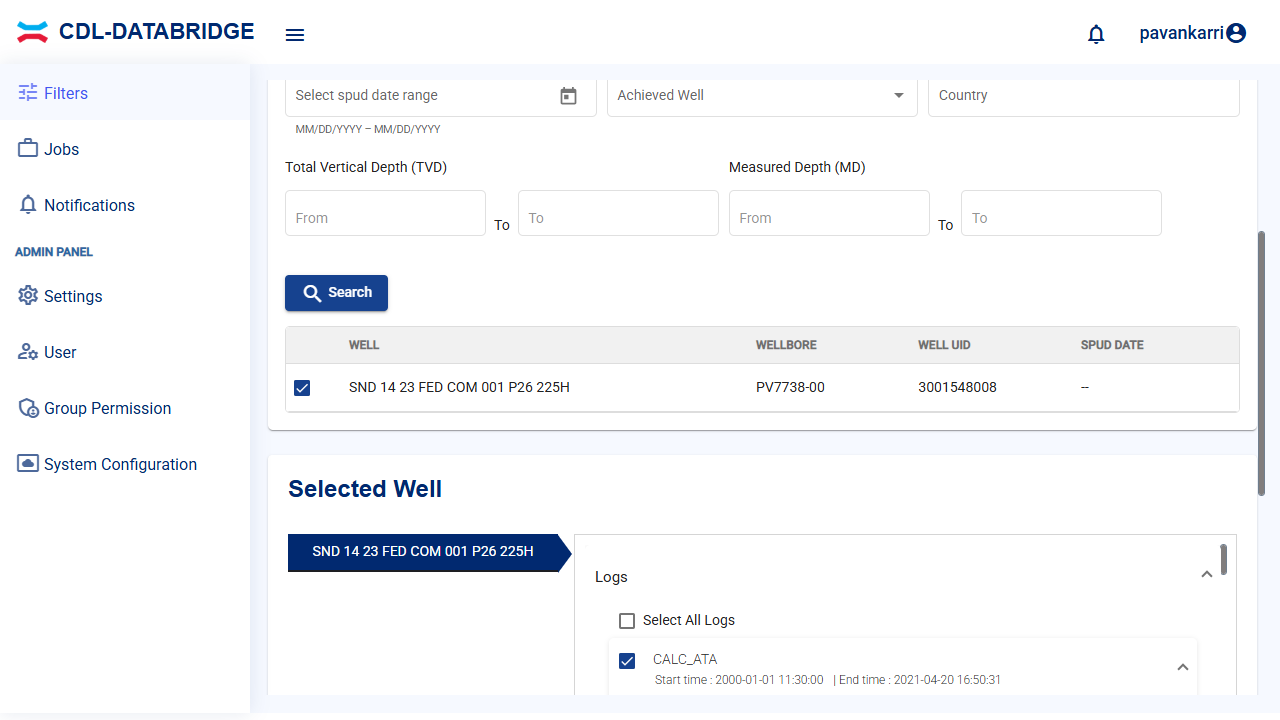 CDL-DATABRIDGE
pavankarri
Filters
Jobs
Notifications
ADMIN PANEL
Settings
User
Group Permission
System Configuration
Select spud date range
Achieved Well
Country
MM/DD/YYYY – MM/DD/YYYY
Total Vertical Depth (TVD)
Measured Depth (MD)
From
To
To
From
To
To
Search
WELL WELLBORE WELL UID SPUD DATE
SND 14 23 FED COM 001 P26 225H PV7738-00 3001548008 --
Selected Well
SND 14 23 FED COM 001 P26 225H
Logs
Select All Logs
CALC_ATA
Start time : 2000-01-01 11:30:00 | End time : 2021-04-20 16:50:31